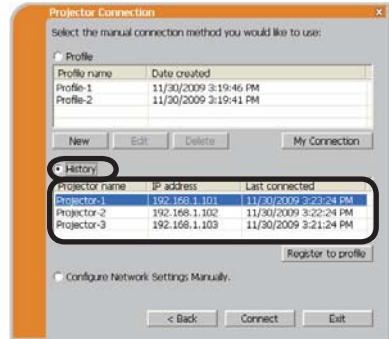 Projector Connection
Select the manual connection method you would like to use:
Profile
Profile name Date created
Profile-1 11/30/2009 3:19:46 PM
Profile-2 11/30/2009 3:19:41 PM
New Edit Delete My Connection
History
Projector name IP address Last connected
Projector-1 192.168.1.101 11/30/2009 3:23:24 PM
Projector-2 192.168.1.102 11/30/2009 3:22:24 PM
Projector-3 192.168.1.103 11/30/2009 3:21:24 PM
Register to profile
Configure Network Settings Manually.
< Back Connect Exit